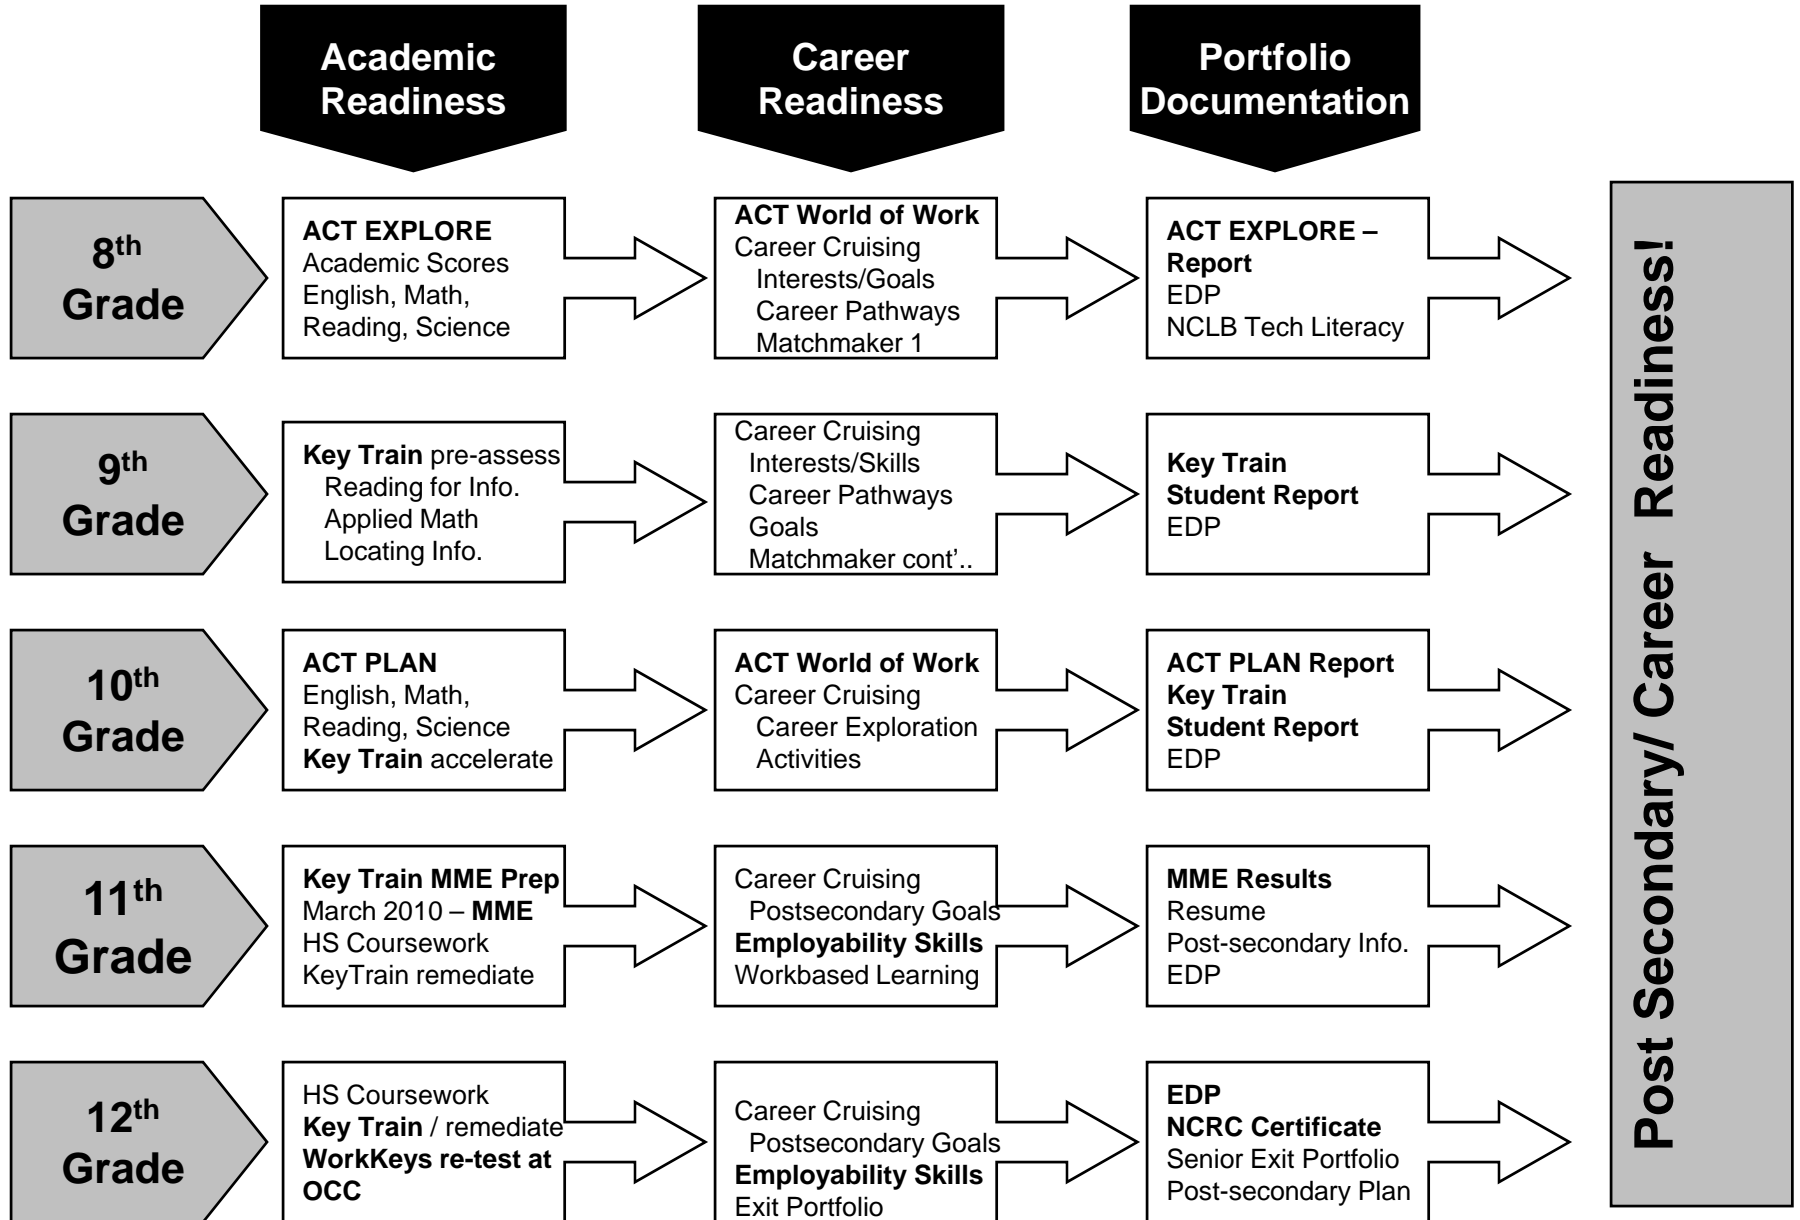 Academic
Readiness
Career
Readiness
Portfolio
Documentation
8th
Grade
ACT EXPLORE
Academic Scores
English, Math,
Reading, Science
ACT World of Work
Career Cruising
Interests/Goals
Career Pathways
Matchmaker 1
ACT EXPLORE –
Report
EDP
NCLB Tech Literacy
9th
Grade
Key Train pre-assess
Reading for Info.
Applied Math
Locating Info.
Career Cruising
Interests/Skills
Career Pathways
Goals
Matchmaker cont'..
Key Train
Student Report
EDP
10th
Grade
ACT PLAN
English, Math,
Reading, Science
Key Train accelerate
ACT World of Work
Career Cruising
Career Exploration
Activities
ACT PLAN Report
Key Train
Student Report
EDP
11th
Grade
Key Train MME Prep
March 2010 – MME
HS Coursework
KeyTrain remediate
Career Cruising
Postsecondary Goals
Employability Skills
Workbased Learning
MME Results
Resume
Post-secondary Info.
EDP
12th
Grade
HS Coursework
Key Train / remediate
WorkKeys re-test at
OCC
Career Cruising
Postsecondary Goals
Employability Skills
Exit Portfolio
EDP
NCRC Certificate
Senior Exit Portfolio
Post-secondary Plan
Post Secondary/ Career Readiness!